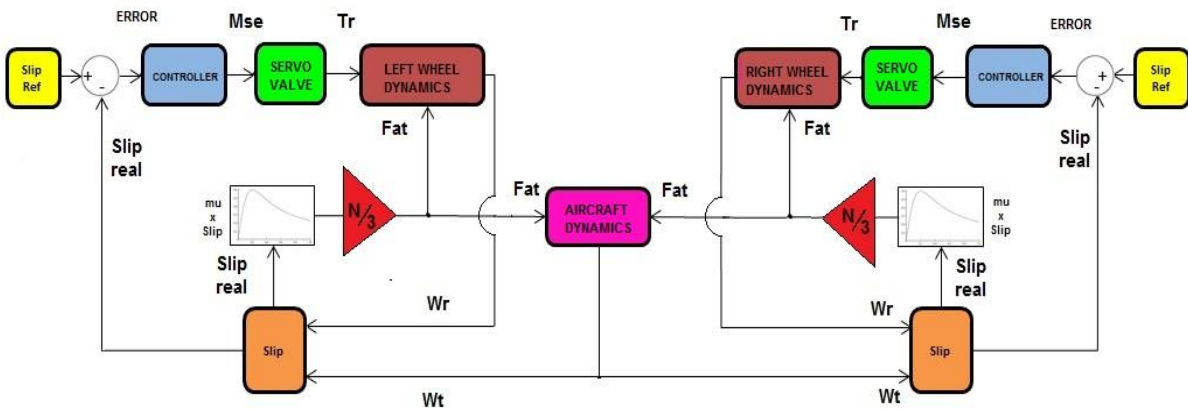 ERROR
Mse
Tr
Tr
Mse
ERROR
Slip
Ref
+
-
CONTROLLER
SERVO
VALVE
LEFT WHEEL
DYNAMICS
RIGHT WHEEL
DYNAMICS
SERVO
VALVE
CONTROLLER
+
-
Slip
Ref
Slip
real
Fat
Fat
Slip
real
mu
x
Slip
N/3
Fat
AIRCRAFT
DYNAMICS
Fat
N/3
mu
x
Slip
Slip
real
Slip
real
Wr
Wr
Slip
Slip
Wt
Wt